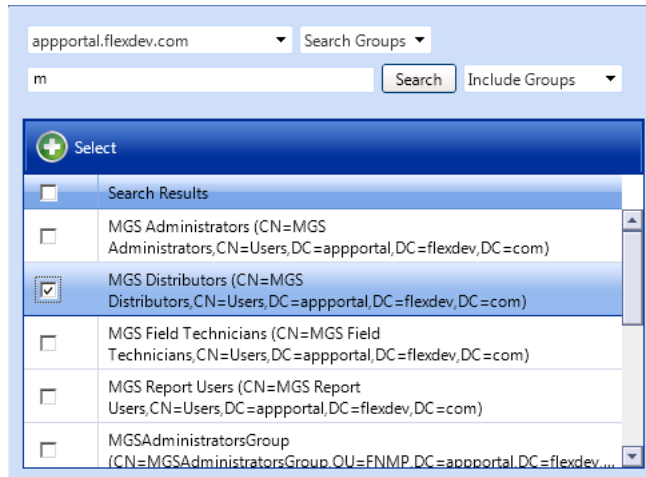 appportal.flexdev.com Search Groups
m Search Include Groups
Select
Search Results
MGS Administrators (CN=MGS
Administrators,CN=Users,DC=appportal,DC=flexdev,DC=com)
MGS Distributors (CN=MGS
Distributors,CN=Users,DC=appportal,DC=flexdev,DC=com)
MGS Field Technicians (CN=MGS Field
Technicians,CN=Users,DC=appportal,DC=flexdev,DC=com)
MGS Report Users (CN=MGS Report
Users,CN=Users,DC=appportal,DC=flexdev,DC=com)
MGSAdministratorsGroup
(CN=MGSAdministratorsGroup,OU=FNMP,DC=appportal,DC=flexdev,...